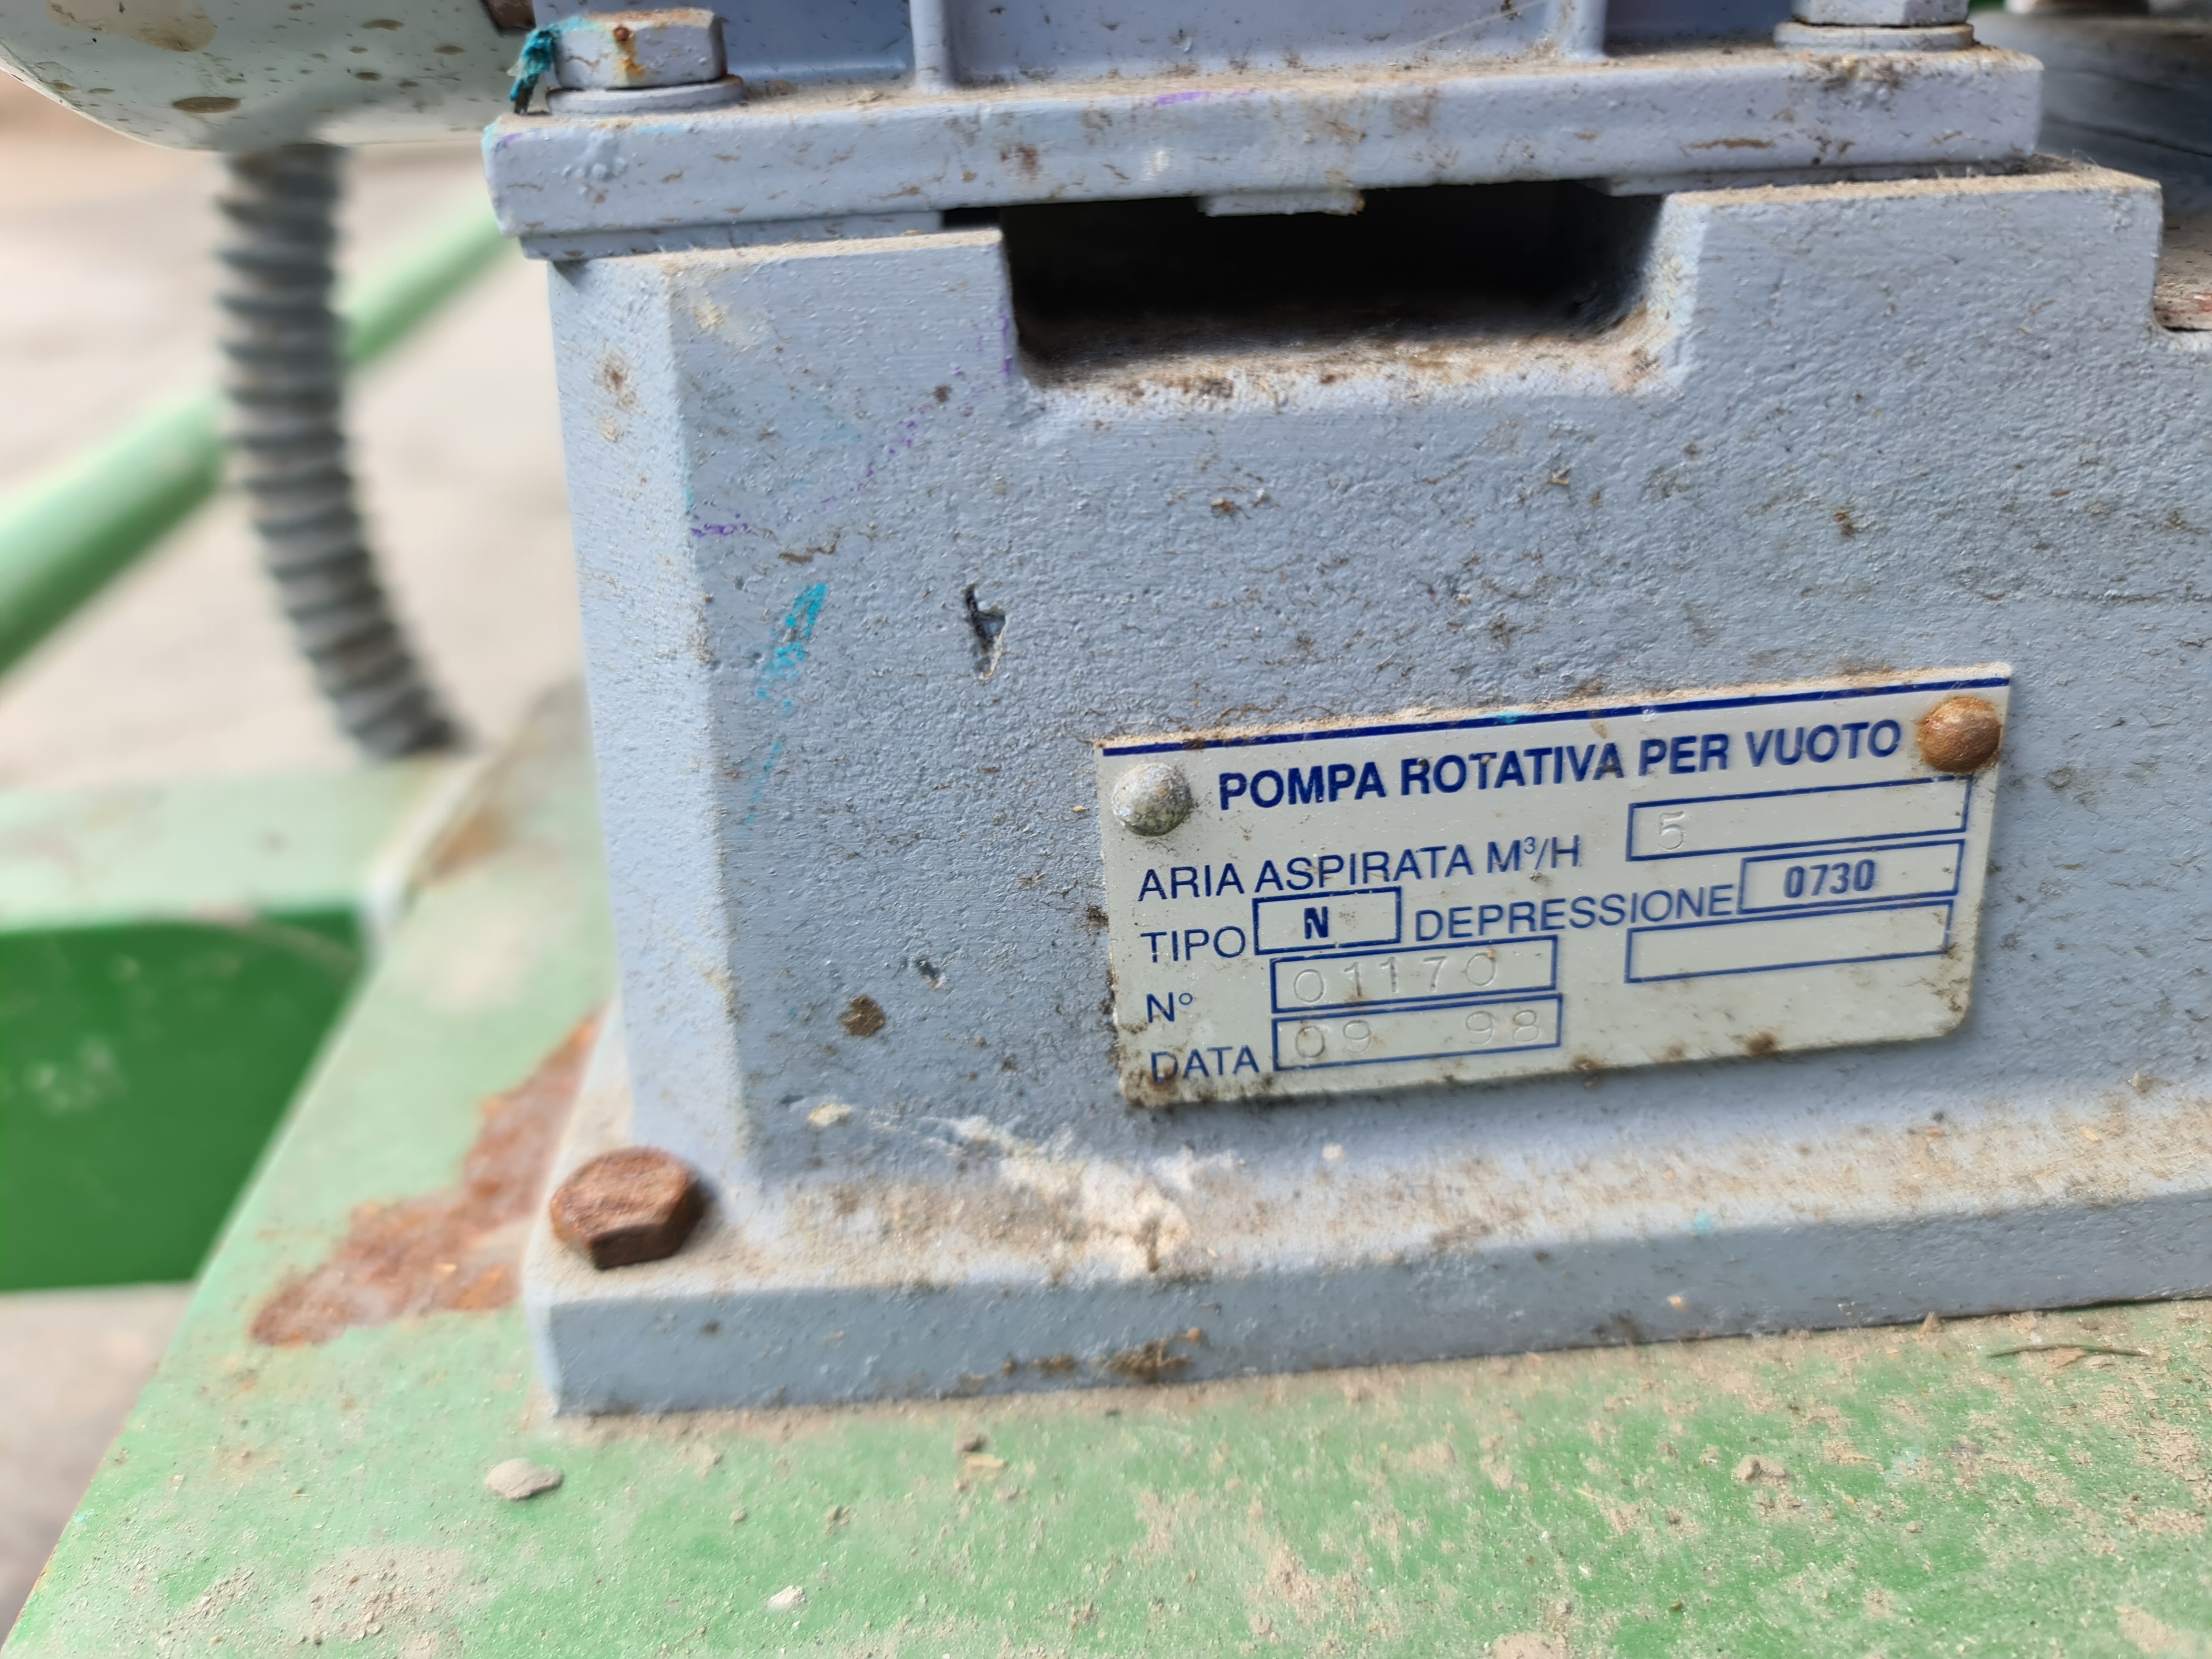 POMPA ROTATIVA PER VUOTO
ARIA ASPIRATA M³/H 5
TIPO N DEPRESSIONE 0730
N° 01170
DATA 09 98